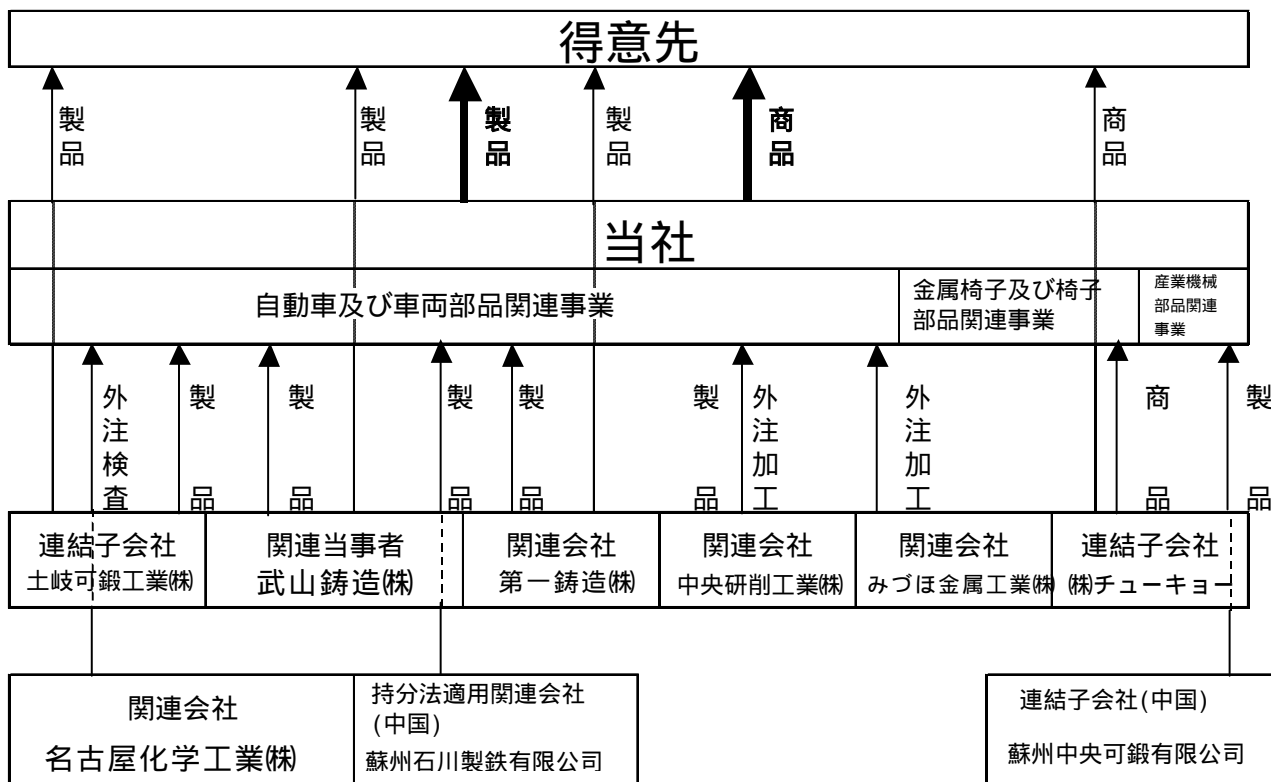 得意先
製品
製品
製品
製品
商品
商品
当社
自動車及び車両部品関連事業
金属椅子及び椅子
部品関連事業
産業機械
部品関連
事業
外注検査
製品
製品
製品
製品
製品
外注加工
外注加工
商品
製品
連結子会社
土岐可鍛工業㈱
関連当事者
武山鋳造㈱
関連会社
第一鋳造㈱
関連会社
中央研削工業㈱
関連会社
みづほ金属工業㈱
連結子会社
㈱チューキョー
関連会社
名古屋化学工業㈱
持分法適用関連会社
(中国)
蘇州石川製鉄有限公司
連結子会社(中国)
蘇州中央可鍛有限公司